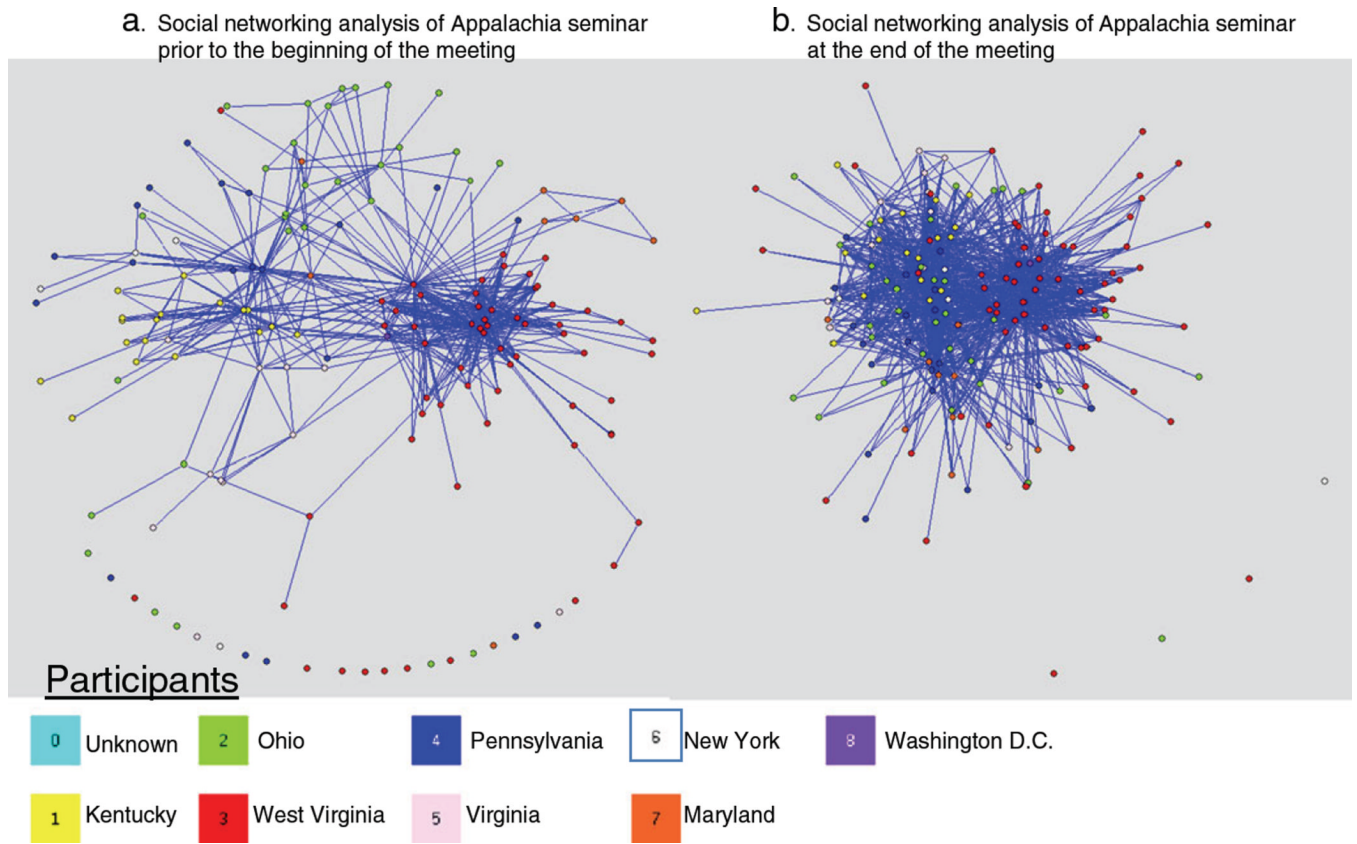 a. Social networking analysis of Appalachia seminar
prior to the beginning of the meeting
b. Social networking analysis of Appalachia seminar
at the end of the meeting
Participants
0 Unknown
2 Ohio
4 Pennsylvania
6 New York
8 Washington D.C.
1 Kentucky
3 West Virginia
5 Virginia
7 Maryland